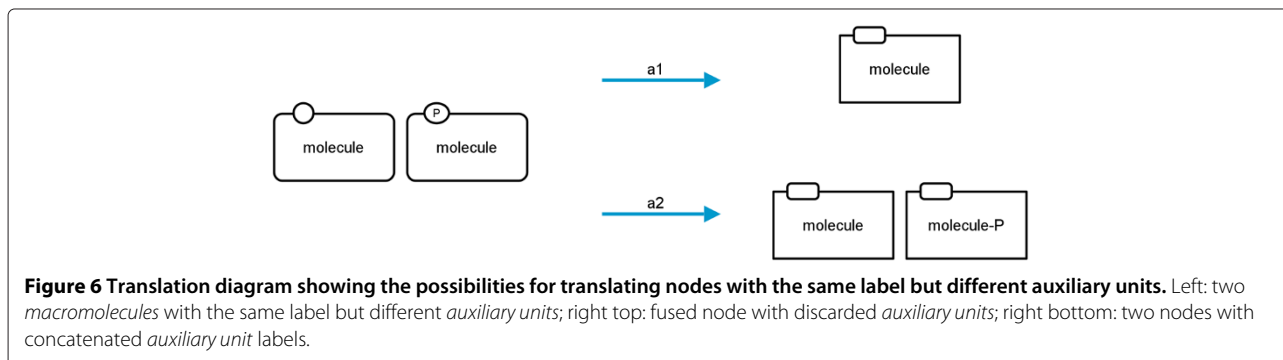 a1
molecule
P
molecule molecule
a2
molecule molecule-P
Figure 6 Translation diagram showing the possibilities for translating nodes with the same label but different auxiliary units. Left: two
macromolecules with the same label but different auxiliary units; right top: fused node with discarded auxiliary units; right bottom: two nodes with
concatenated auxiliary unit labels.